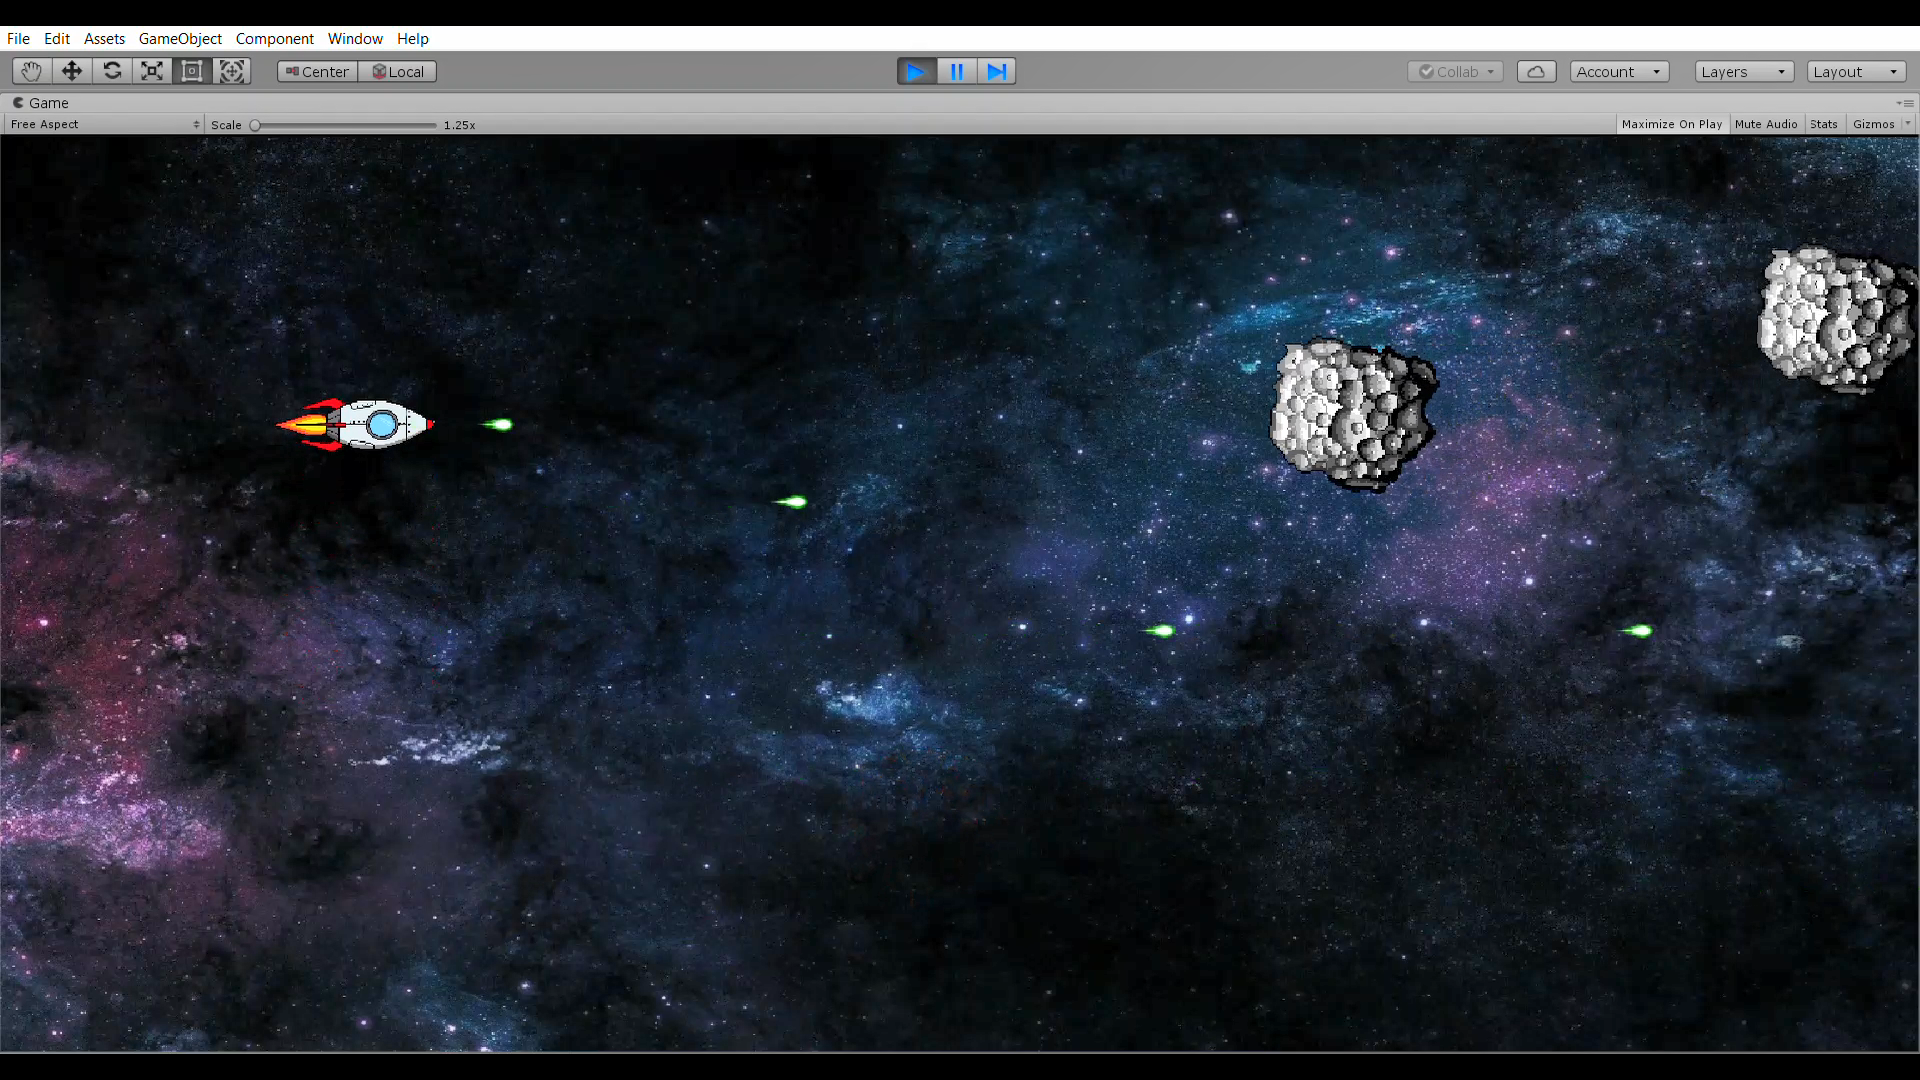 File Edit Assets GameObject Component Window Help
Center Local Collab Account Layers Layout
Game
Free Aspect Scale 1.25x Maximize On Play Mute Audio Stats Gizmos